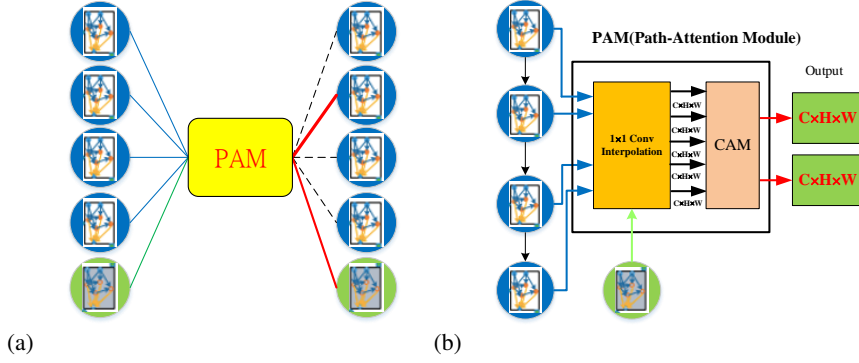 PAM
(a)
PAM(Path-Attention Module)
1×1 Conv
Interpolation
C×H×W
C×H×W
C×H×W
C×H×W
C×H×W
CAM
Output
C×H×W
C×H×W
(b)